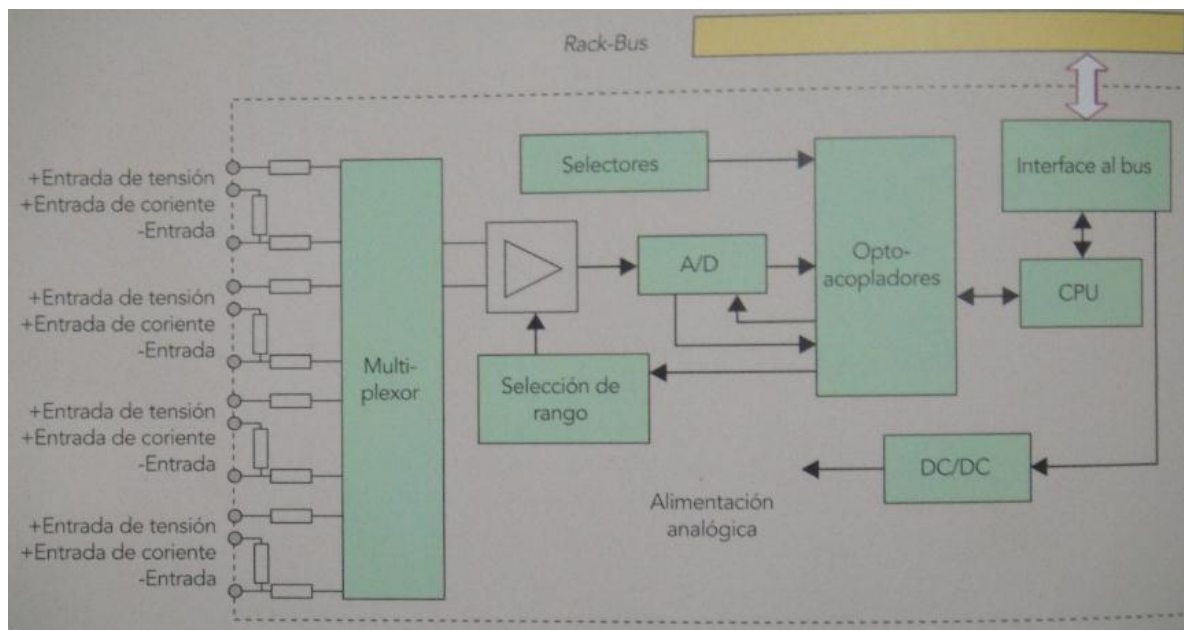 Rack-Bus
+Entrada de tensión
+Entrada de coriente
-Entrada
+Entrada de tensión
+Entrada de coriente
-Entrada
+Entrada de tensión
+Entrada de coriente
-Entrada
+Entrada de tensión
+Entrada de coriente
-Entrada
Multi-
plexor
Selectores
A/D
Selección de
rango
Opto-
acopladores
Interface al bus
CPU
DC/DC
Alimentación
analógica